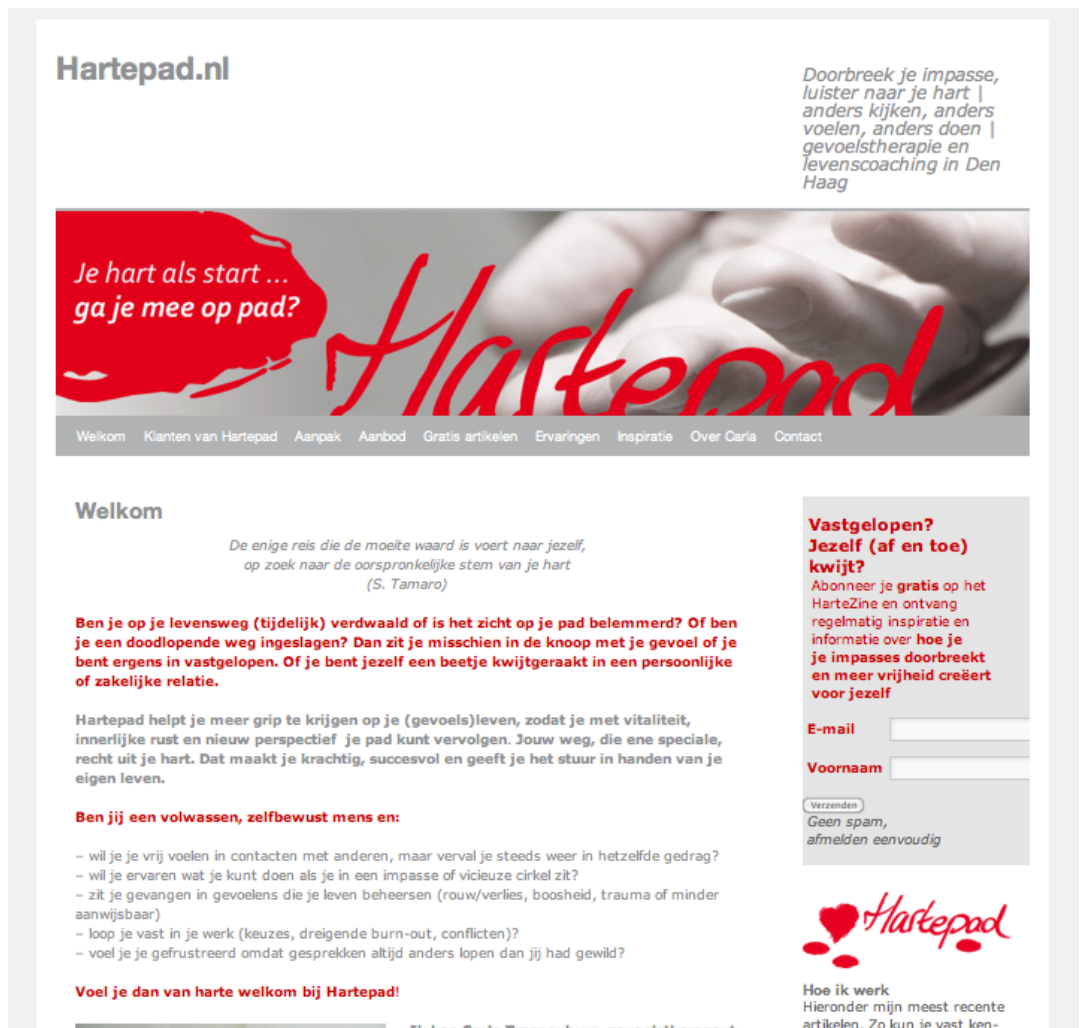 Hartepad.nl
Doorbreek je impasse,
luister naar je hart |
anders kijken, anders
voelen, anders doen |
gevoelstherapie en
levenscoaching in Den
Haag
Je hart als start ...
ga je mee op pad?
Hartepad
Welkom Klanten van Hartepad Aanpak Aanbod Gratis artikelen Ervaringen Inspiratie Over Carla Contact
Welkom
De enige reis die de moeite waard is voert naar jezelf,
op zoek naar de oorspronkelijke stem van je hart
(S. Tamaro)
Ben je op je levensweg (tijdelijk) verdwaald of is het zicht op je pad belemmerd? Of ben
je een doodlopende weg ingeslagen? Dan zit je misschien in de knoop met je gevoel of je
bent ergens in vastgelopen. Of je bent jezelf een beetje kwijtgeraakt in een persoonlijke
of zakelijke relatie.
Hartepad helpt je meer grip te krijgen op je (gevoels)leven, zodat je met vitaliteit,
innerlijke rust en nieuw perspectief  je pad kunt vervolgen. Jouw weg, die ene speciale,
recht uit je hart. Dat maakt je krachtig, succesvol en geeft je het stuur in handen van je
eigen leven.
Ben jij een volwassen, zelfbewust mens en:
– wil je je vrij voelen in contacten met anderen, maar verval je steeds weer in hetzelfde gedrag?
– wil je ervaren wat je kunt doen als je in een impasse of vicieuze cirkel zit?
– zit je gevangen in gevoelens die je leven beheersen (rouw/verlies, boosheid, trauma of minder
aanwijsbaar)
– loop je vast in je werk (keuzes, dreigende burn-out, conflicten)?
– voel je je gefrustreerd omdat gesprekken altijd anders lopen dan jij had gewild?
Voel je dan van harte welkom bij Hartepad!
Vastgelopen?
Jezelf (af en toe)
kwijt?
Abonneer je gratis op het
HarteZine en ontvang
regelmatig inspiratie en
informatie over hoe je
je impasses doorbreekt
en meer vrijheid creëert
voor jezelf
E-mail
Voornaam
Verzenden
Geen spam,
afmelden eenvoudig
Hartepad
Hoe ik werk
Hieronder mijn meest recente
artikelen. Zo kun je vast ken-